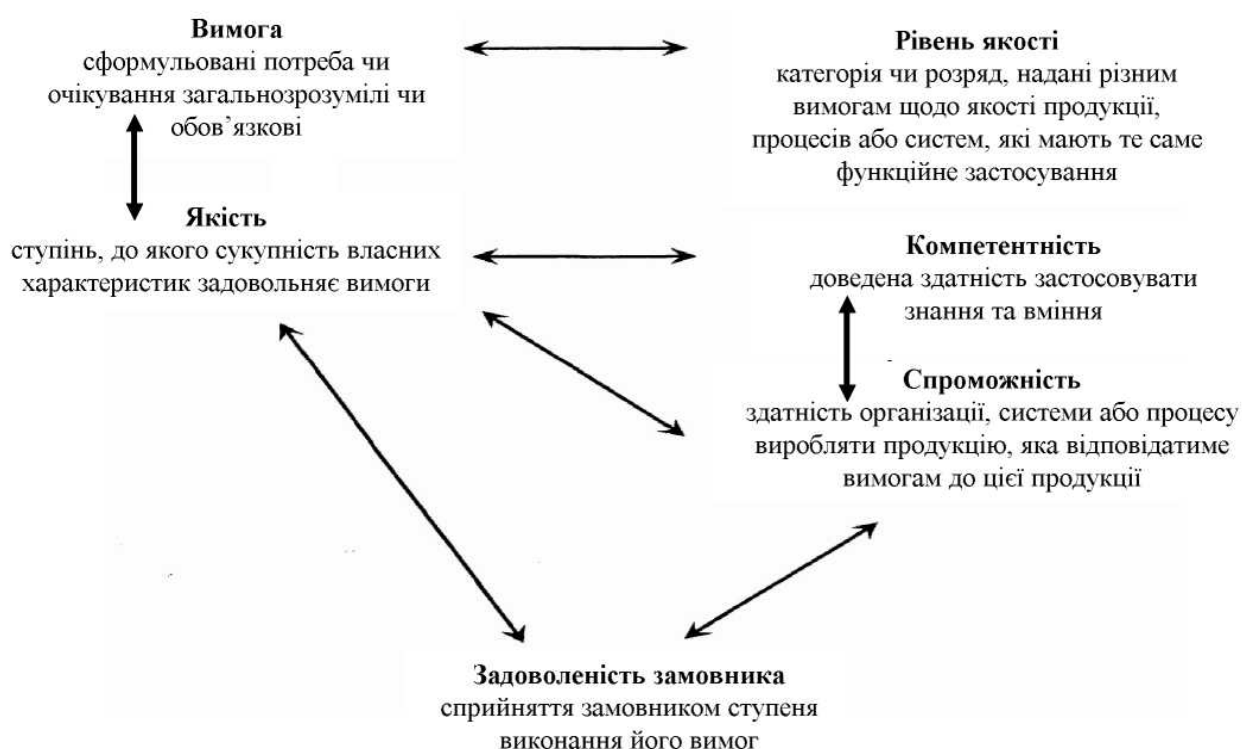 Вимога
сформульовані потреба чи
очікування загальнозрозумілі чи
обов’язкові
Рівень якості
категорія чи розряд, надані різним
вимогам щодо якості продукції,
процесів або систем, які мають те саме
функційне застосування
Якість
ступінь, до якого сукупність власних
характеристик задовольняє вимоги
Компетентність
доведена здатність застосовувати
знання та вміння
Спроможність
здатність організації, системи або процесу
виробляти продукцію, яка відповідатиме
вимогам до цієї продукції
Задоволеність замовника
сприйняття замовником ступеня
виконання його вимог